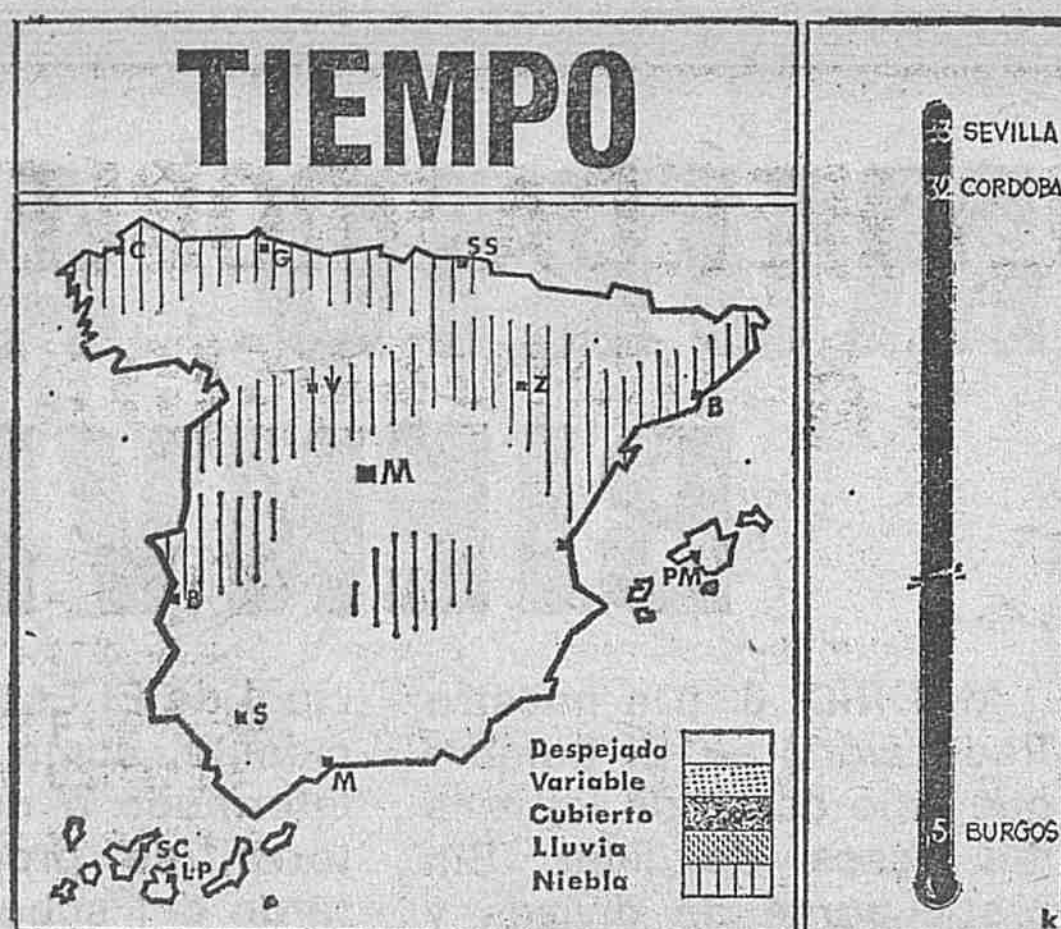 TIEMPO
C
G
SS
V
Z
B
M
PM
B
S
M
SC
LP
Despejado
Variable
Cubierto
Lluvia
Niebla
SEVILLA
32 CORDOBA
5 BURGOS